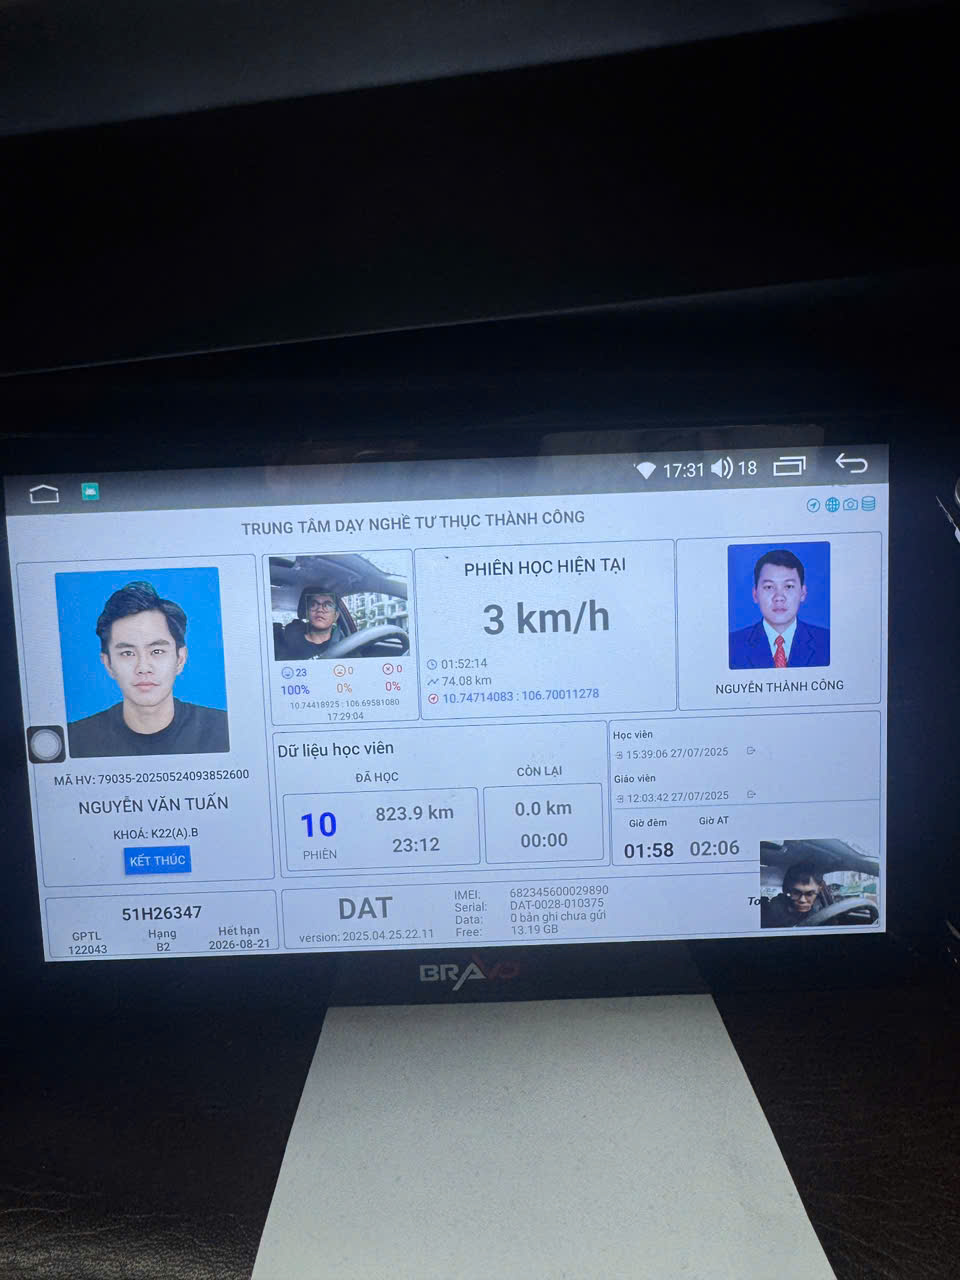 17:31 18
TRUNG TÂM DẠY NGHỀ TƯ THỤC THÀNH CÔNG
MÃ HV: 79035-20250524093852600
NGUYỄN VĂN TUẤN
KHOÁ: K22(A).B
KẾT THÚC
23 0 0
100% 0% 0%
10.74418925 : 106.69581080
17:29:04
PHIÊN HỌC HIỆN TẠI
3 km/h
01:52:14
74.08 km
10.74714083 : 106.70011278
NGUYỄN THÀNH CÔNG
Dữ liệu học viên
ĐÃ HỌC
10
PHIÊN
823.9 km
23:12
CÒN LẠI
0.0 km
00:00
Học viên
15:39:06 27/07/2025
Giáo viên
12:03:42 27/07/2025
Giờ đêm Giờ AT
01:58 02:06
51H26347
GPTL Hạng Hết hạn
122043 B2 2026-08-21
DAT
version: 2025.04.25.22.11
IMEI: 682345600029890
Serial: DAT-0028-010375
Data: 0 bản ghi chưa gửi
Free: 13.19 GB
BRAVO